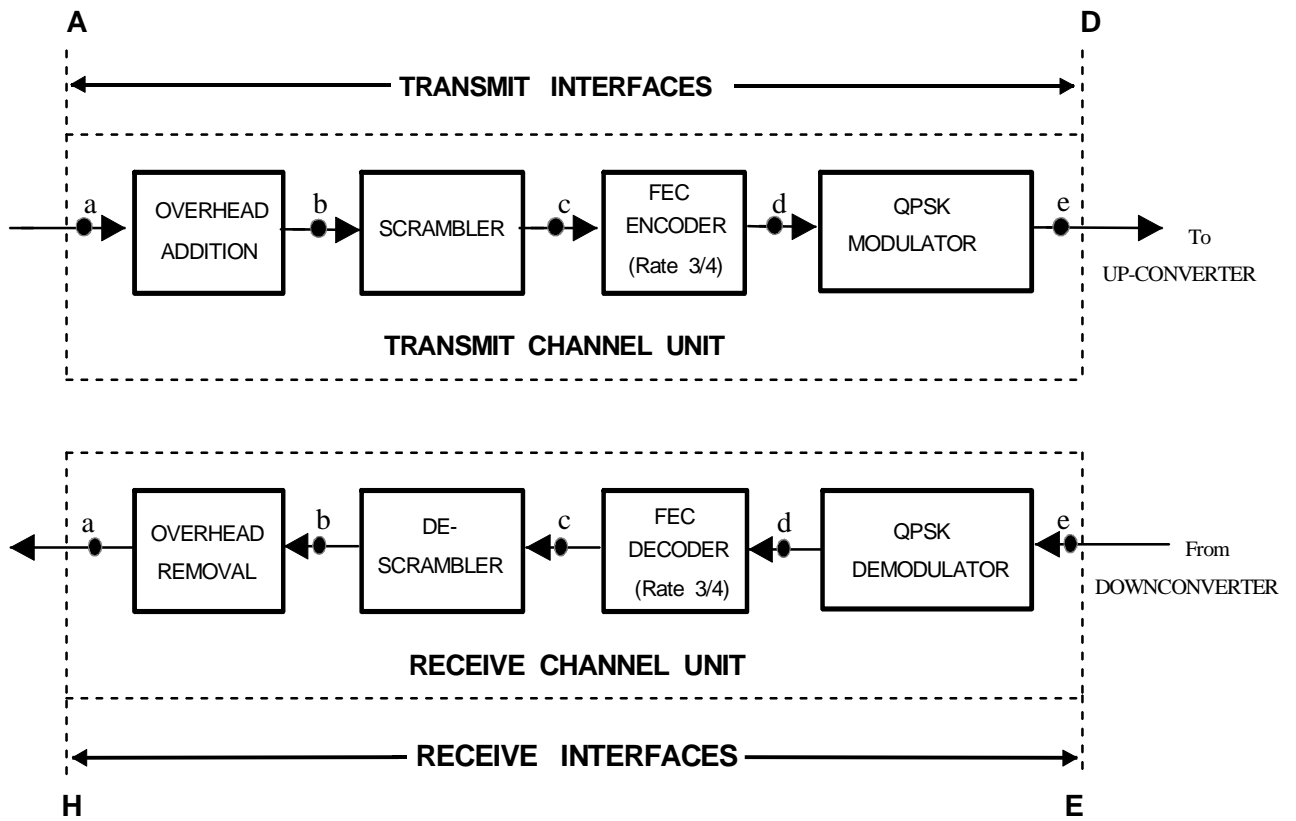 A
D
TRANSMIT INTERFACES
a
OVERHEAD
ADDITION
b
SCRAMBLER
c
FEC
ENCODER
(Rate 3/4)
d
QPSK
MODULATOR
e
To
UP-CONVERTER
TRANSMIT CHANNEL UNIT
a
OVERHEAD
REMOVAL
b
DE-
SCRAMBLER
c
FEC
DECODER
(Rate 3/4)
d
QPSK
DEMODULATOR
e
From
DOWNCONVERTER
RECEIVE CHANNEL UNIT
RECEIVE INTERFACES
H
E